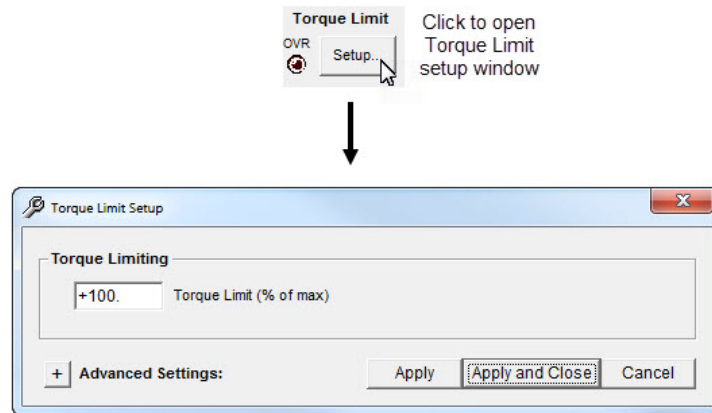 Torque Limit
OVR
Setup...
Click to open
Torque Limit
setup window
Torque Limit Setup
Torque Limiting
+100.
Torque Limit (% of max)
+
Advanced Settings:
Apply
Apply and Close
Cancel